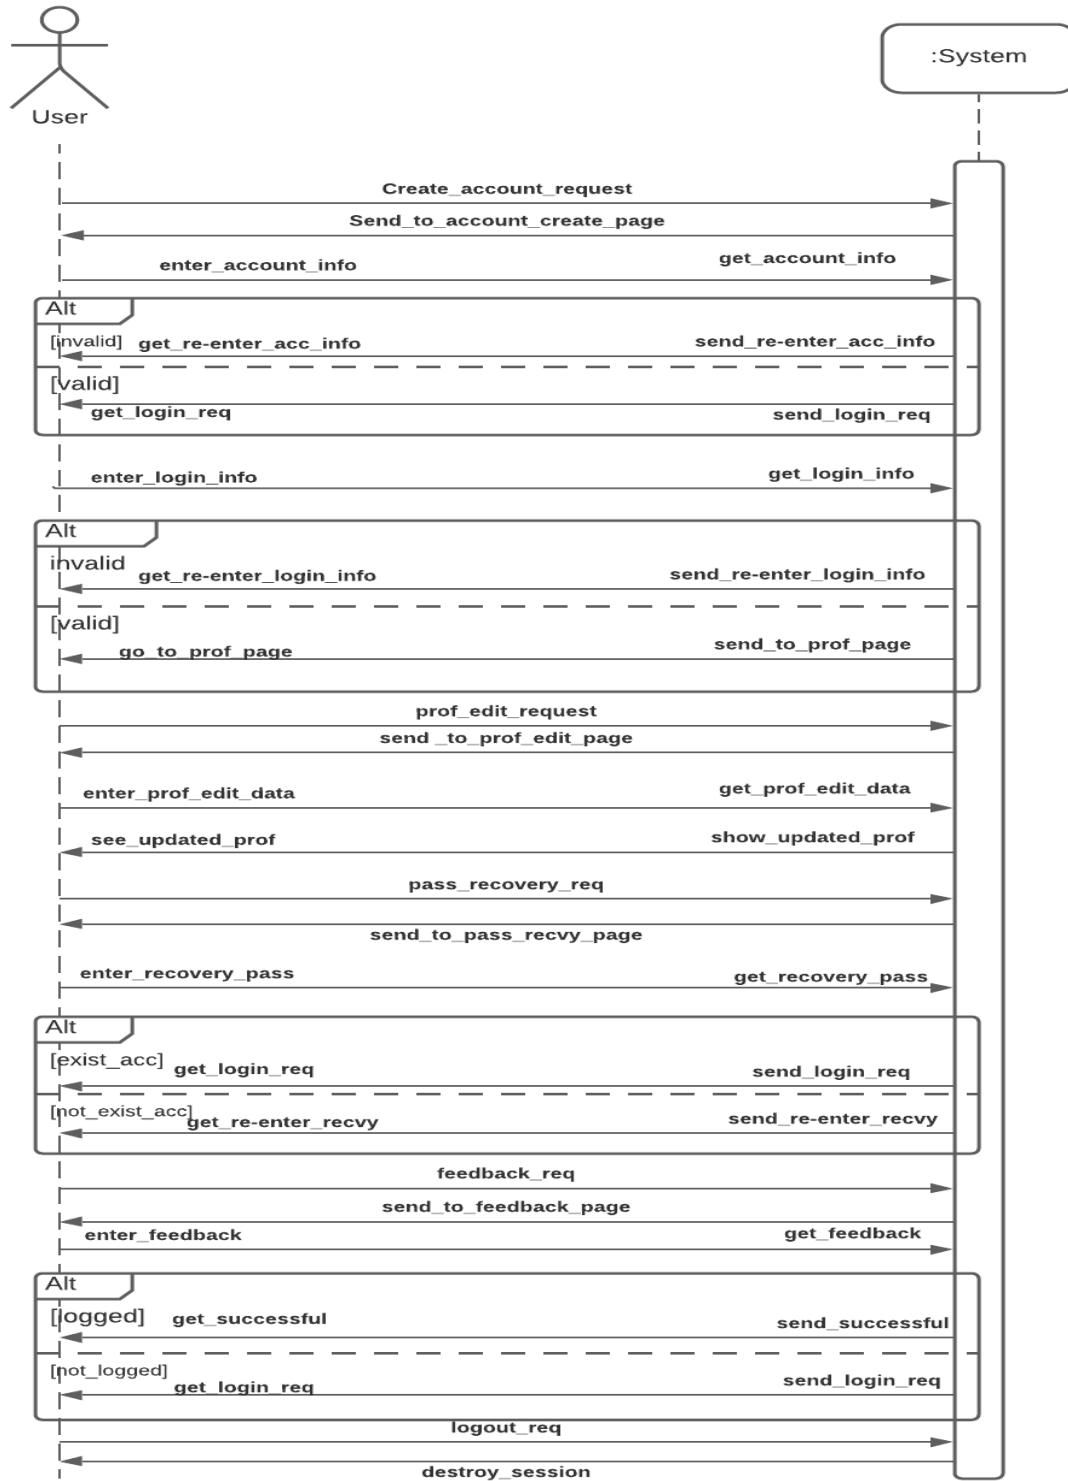 User
:System
Create_account_request
Send_to_account_create_page
enter_account_info
get_account_info
Alt
[invalid]
get_re-enter_acc_info
send_re-enter_acc_info
[valid]
get_login_req
send_login_req
enter_login_info
get_login_info
Alt
invalid
get_re-enter_login_info
send_re-enter_login_info
[valid]
go_to_prof_page
send_to_prof_page
prof_edit_request
send _to_prof_edit_page
enter_prof_edit_data
get_prof_edit_data
see_updated_prof
show_updated_prof
pass_recovery_req
send_to_pass_recvy_page
enter_recovery_pass
get_recovery_pass
Alt
[exist_acc]
get_login_req
send_login_req
[not_exist_acc]
get_re-enter_recvy
send_re-enter_recvy
feedback_req
send_to_feedback_page
enter_feedback
get_feedback
Alt
[logged]
get_successful
send_successful
[not_logged]
get_login_req
send_login_req
logout_req
destroy_session